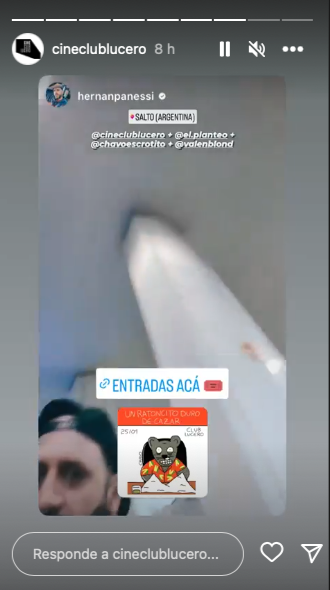 cineclublucero 8 h
hernanpanessi
SALTO (ARGENTINA)
@cineclublucero + @el.planteo +
@chavoescrotito + @valenblond
ENTRADAS ACÁ
UN RATONCITO DURO
DE CAZAR
25/01
CLUB
LUCERO
Responde a cineclublucero...